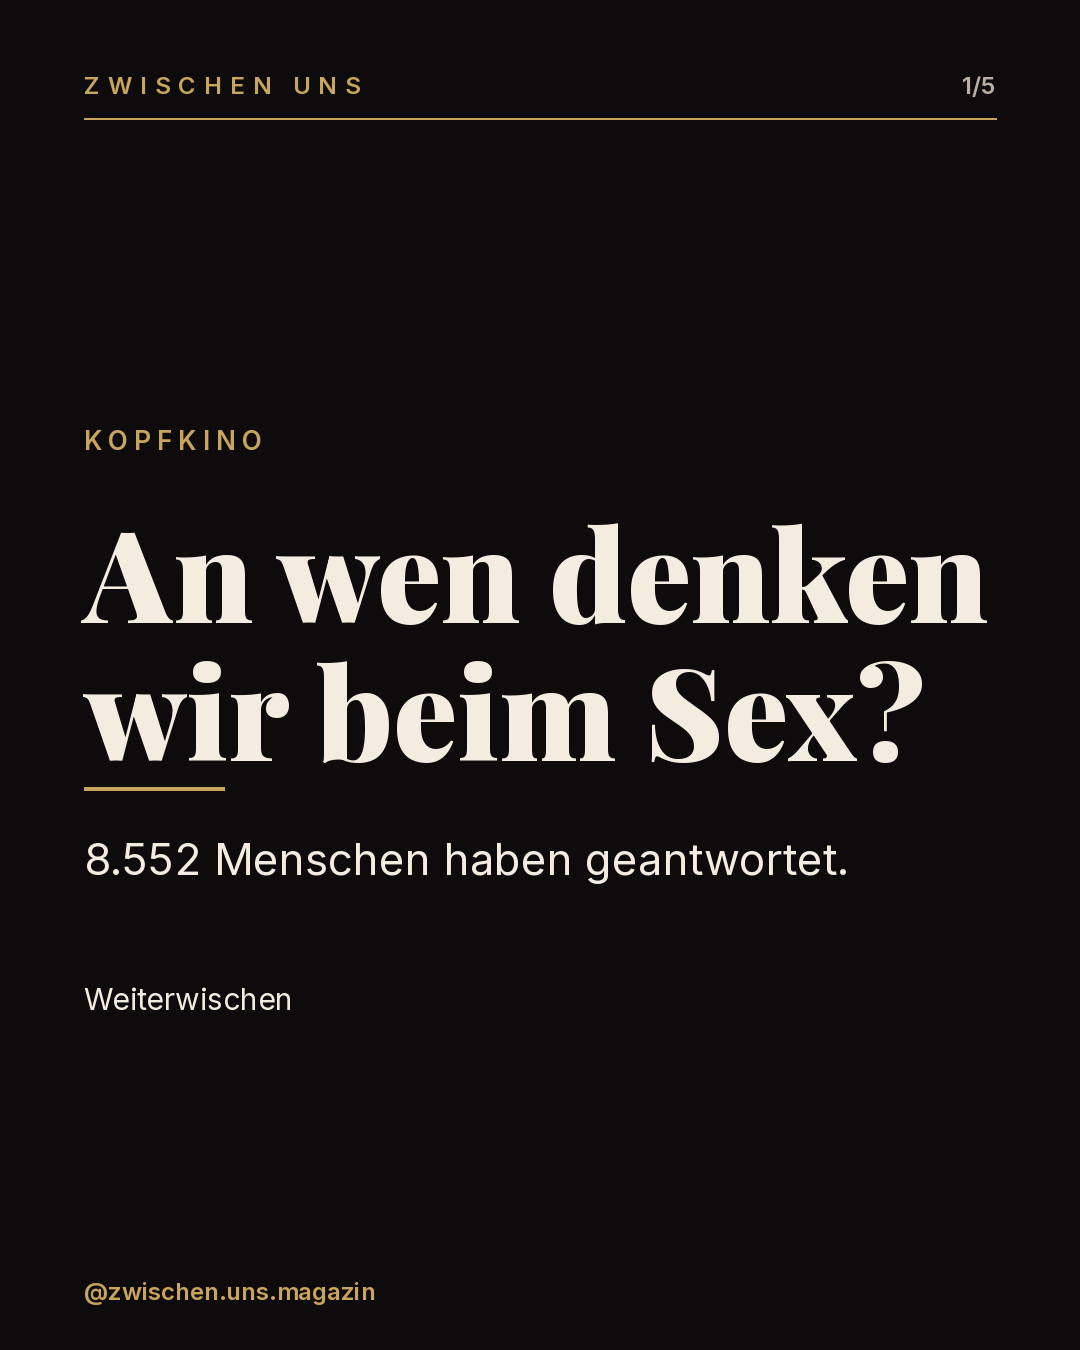 ZWISCHEN UNS
1/5
KOPFKINO
An wen denken
wir beim Sex?
8.552 Menschen haben geantwortet.
Weiterwischen
@zwischen.uns.magazin